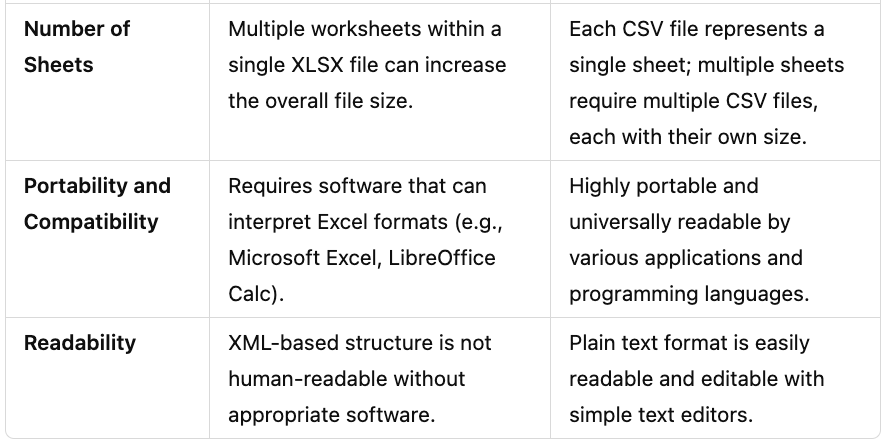 Number of
Sheets
Multiple worksheets within a
single XLSX file can increase
the overall file size.
Each CSV file represents a
single sheet; multiple sheets
require multiple CSV files,
each with their own size.
Portability and
Compatibility
Requires software that can
interpret Excel formats (e.g.,
Microsoft Excel, LibreOffice
Calc).
Highly portable and
universally readable by
various applications and
programming languages.
Readability
XML-based structure is not
human-readable without
appropriate software.
Plain text format is easily
readable and editable with
simple text editors.